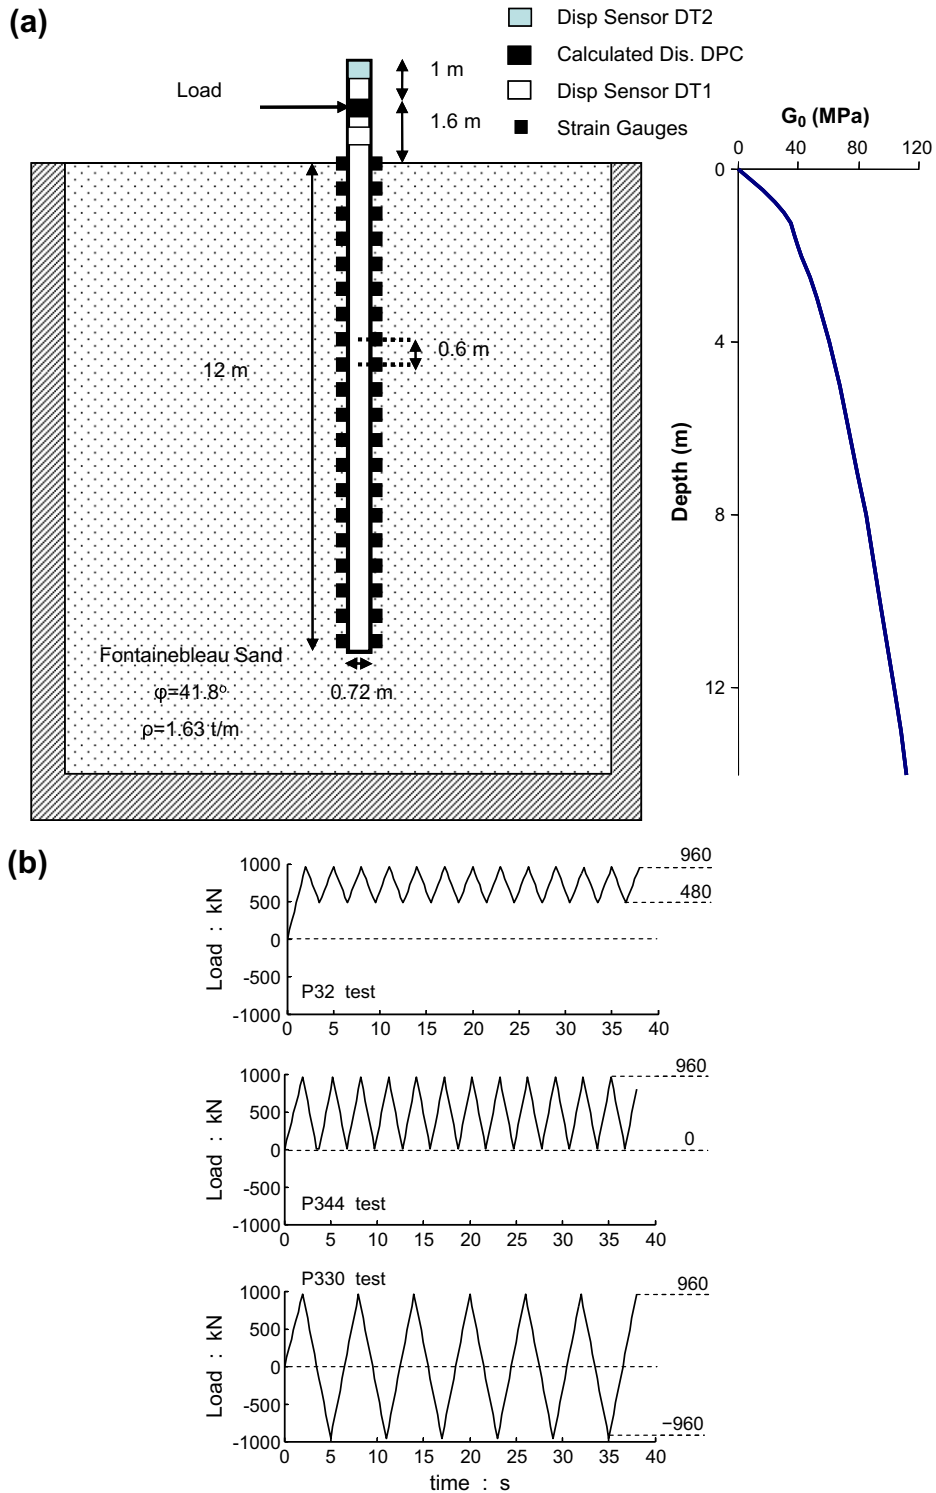 (a)
Disp Sensor DT2
Calculated Dis. DPC
Disp Sensor DT1
Strain Gauges
1 m
Load
1.6 m
G₀ (MPa)
0 40 80 120
0
4
8
12
Depth (m)
0.6 m
12 m
Fontainebleau Sand
φ=41.8º
ρ=1.63 t/m
0.72 m
(b)
Load : kN
1000
500
0
-500
-1000
960
480
P32 test
0 5 10 15 20 25 30 35 40
Load : kN
1000
500
0
-500
-1000
960
0
P344 test
0 5 10 15 20 25 30 35 40
P330 test
Load : kN
1000
500
0
-500
-1000
960
−960
0 5 10 15 20 25 30 35 40
time : s